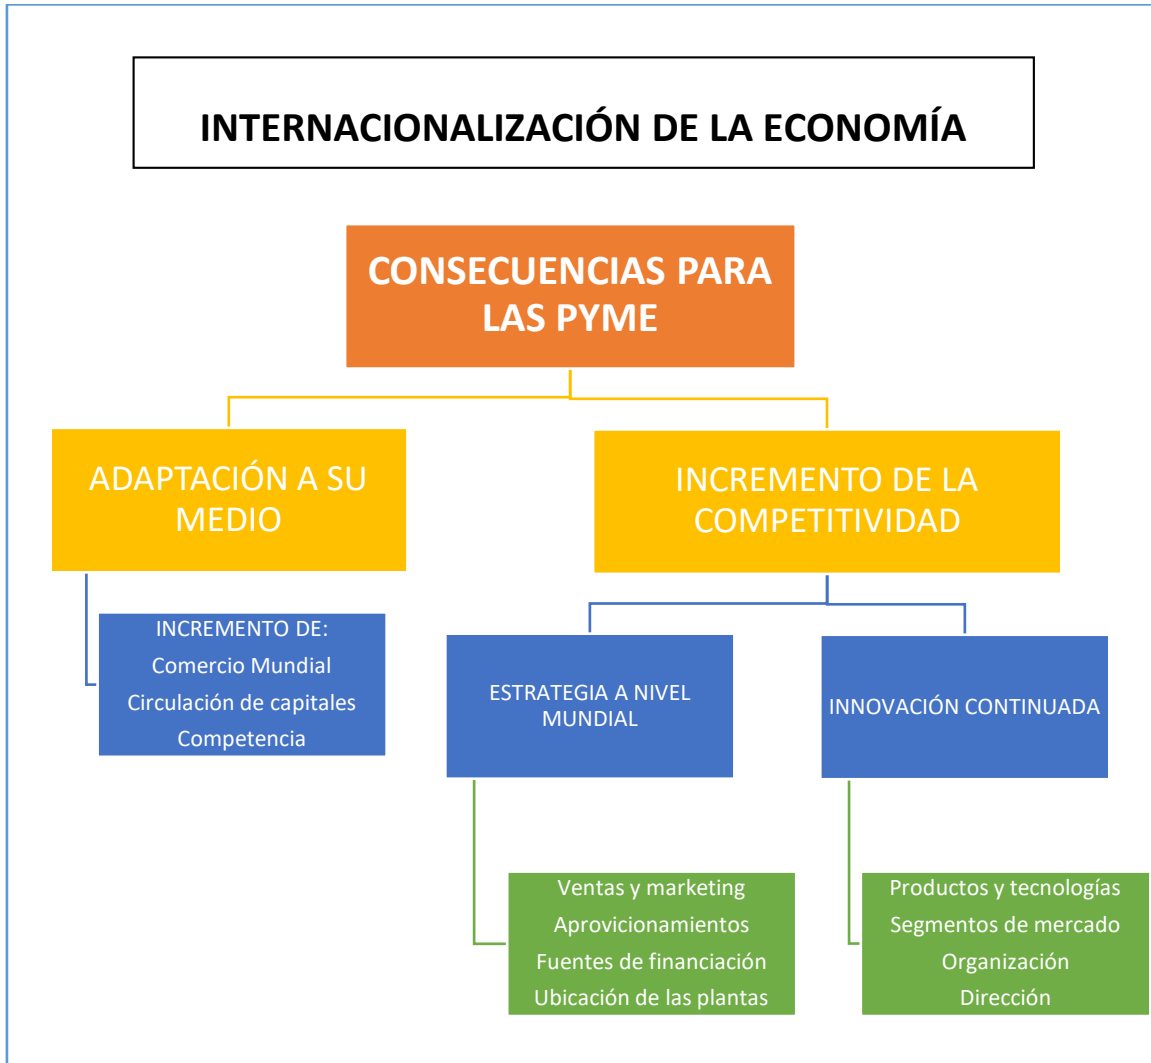 INTERNACIONALIZACIÓN DE LA ECONOMÍA
CONSECUENCIAS PARA
LAS PYME
ADAPTACIÓN A SU
MEDIO
INCREMENTO DE LA
COMPETITIVIDAD
INCREMENTO DE:
Comercio Mundial
Circulación de capitales
Competencia
ESTRATEGIA A NIVEL
MUNDIAL
INNOVACIÓN CONTINUADA
Ventas y marketing
Aprovicionamientos
Fuentes de financiación
Ubicación de las plantas
Productos y tecnologías
Segmentos de mercado
Organización
Dirección